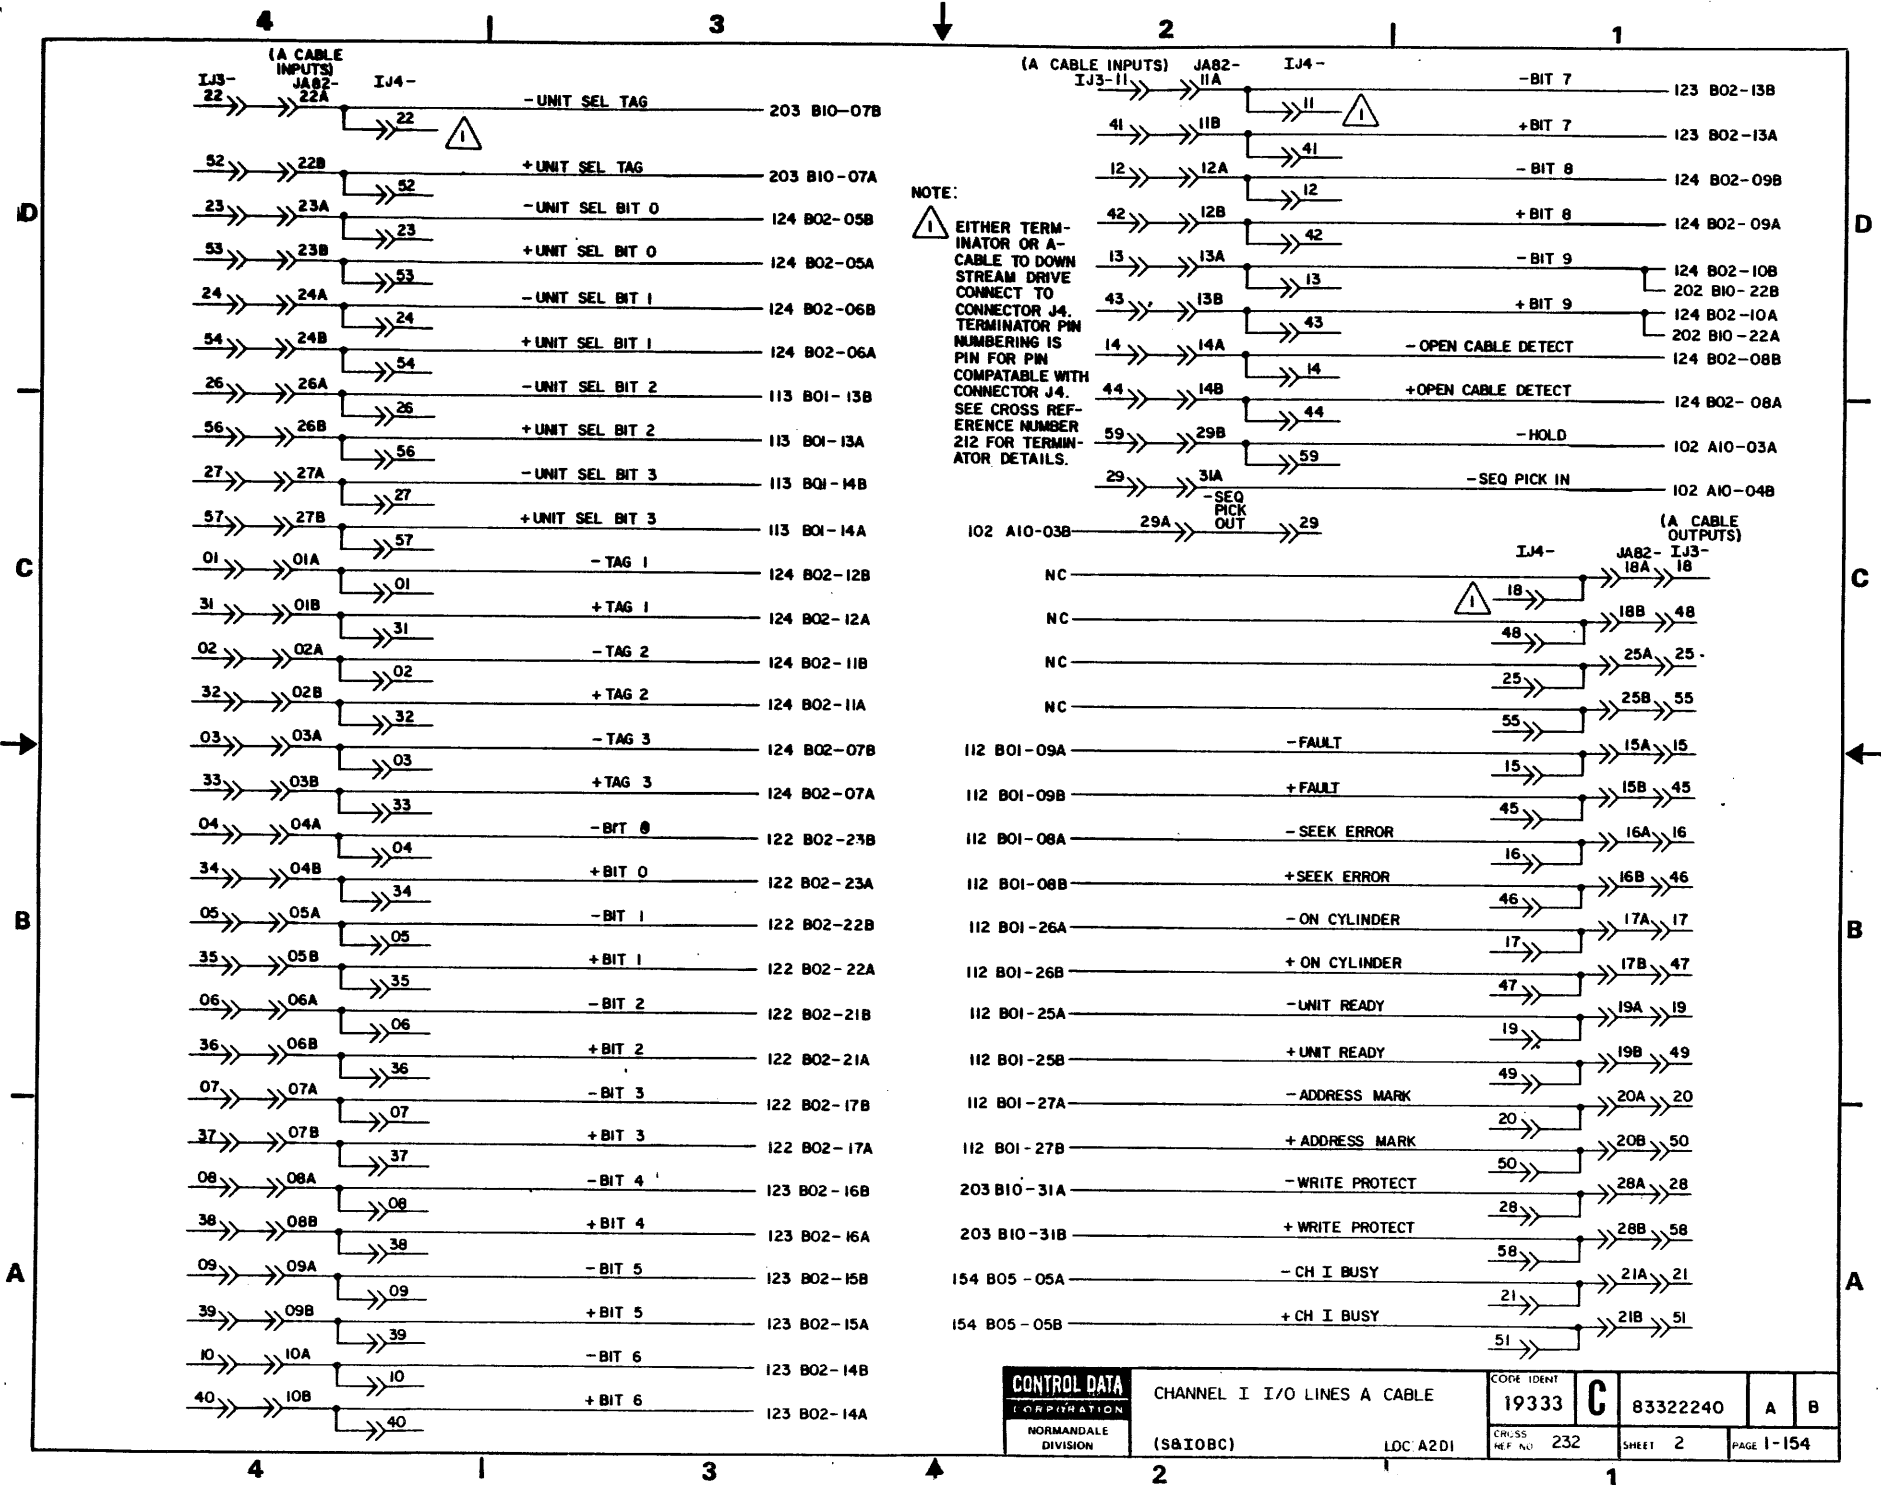 4 3 2 1
(A CABLE
INPUTS)
IJ3- JA82- IJ4-
22 22A -UNIT SEL TAG 203 B10-07B
22 1
52 22B +UNIT SEL TAG 203 B10-07A
52
23 23A -UNIT SEL BIT 0 124 B02-05B
23
53 23B +UNIT SEL BIT 0 124 B02-05A
53
24 24A -UNIT SEL BIT 1 124 B02-06B
24
54 24B +UNIT SEL BIT 1 124 B02-06A
54
26 26A -UNIT SEL BIT 2 113 B01-13B
26
56 26B +UNIT SEL BIT 2 113 B01-13A
56
27 27A -UNIT SEL BIT 3 113 B01-14B
27
57 27B +UNIT SEL BIT 3 113 B01-14A
57
01 01A -TAG 1 124 B02-12B
01
31 01B +TAG 1 124 B02-12A
31
02 02A -TAG 2 124 B02-11B
02
32 02B +TAG 2 124 B02-11A
32
03 03A -TAG 3 124 B02-07B
03
33 03B +TAG 3 124 B02-07A
33
04 04A -BIT 0 122 B02-23B
04
34 04B +BIT 0 122 B02-23A
34
05 05A -BIT 1 122 B02-22B
05
35 05B +BIT 1 122 B02-22A
35
06 06A -BIT 2 122 B02-21B
06
36 06B +BIT 2 122 B02-21A
36
07 07A -BIT 3 122 B02-17B
07
37 07B +BIT 3 122 B02-17A
37
08 08A -BIT 4 123 B02-16B
08
38 08B +BIT 4 123 B02-16A
38
09 09A -BIT 5 123 B02-15B
09
39 09B +BIT 5 123 B02-15A
39
10 10A -BIT 6 123 B02-14B
10
40 10B +BIT 6 123 B02-14A
40
NOTE:
1 EITHER TERM-
INATOR OR A-
CABLE TO DOWN
STREAM DRIVE
CONNECT TO
CONNECTOR J4.
TERMINATOR PIN
NUMBERING IS
PIN FOR PIN
COMPATABLE WITH
CONNECTOR J4.
SEE CROSS REF-
ERENCE NUMBER
212 FOR TERMIN-
ATOR DETAILS.
(A CABLE INPUTS) JA82- IJ4-
IJ3-11 11A -BIT 7 123 B02-13B
11 1
41 11B +BIT 7 123 B02-13A
41
12 12A -BIT 8 124 B02-09B
12
42 12B +BIT 8 124 B02-09A
42
13 13A -BIT 9 124 B02-10B
13 202 B10-22B
43 13B +BIT 9 124 B02-10A
43 202 B10-22A
14 14A -OPEN CABLE DETECT 124 B02-08B
14
44 14B +OPEN CABLE DETECT 124 B02-08A
44
59 29B -HOLD 102 A10-03A
59
29 31A -SEQ PICK IN 102 A10-04B
-SEQ
PICK
102 A10-03B 29A OUT 29
(A CABLE
OUTPUTS)
IJ4- JA82- IJ3-
NC 18A 18
1 18
NC 18B 48
48
NC 25A 25
25
NC 25B 55
55
112 B01-09A -FAULT 15A 15
15
112 B01-09B +FAULT 15B 45
45
112 B01-08A -SEEK ERROR 16A 16
16
112 B01-08B +SEEK ERROR 16B 46
46
112 B01-26A -ON CYLINDER 17A 17
17
112 B01-26B +ON CYLINDER 17B 47
47
112 B01-25A -UNIT READY 19A 19
19
112 B01-25B +UNIT READY 19B 49
49
112 B01-27A -ADDRESS MARK 20A 20
20
112 B01-27B +ADDRESS MARK 20B 50
50
203 B10-31A -WRITE PROTECT 28A 28
28
203 B10-31B +WRITE PROTECT 28B 58
58
154 B05-05A -CH I BUSY 21A 21
21
154 B05-05B +CH I BUSY 21B 51
51
D D
C C
B B
A A
CONTROL DATA
CORPORATION
NORMANDALE
DIVISION
CHANNEL I I/O LINES A CABLE
(S&IOBC) LOC A2D1
CODE IDENT
19333 C 83322240 A B
CROSS
REF NO 232 SHEET 2 PAGE 1-154
4 3 2 1